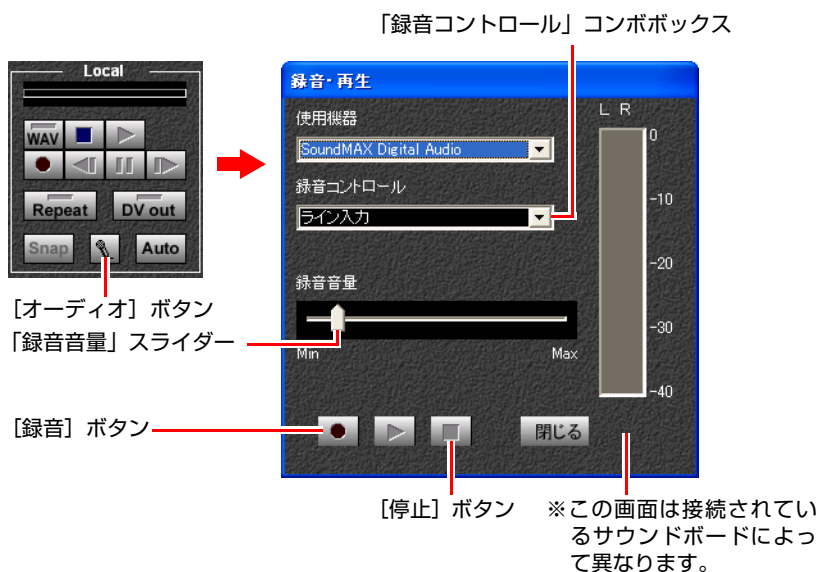 「録音コントロール」コンボボックス
Local
WAV
Repeat
DV out
Snap
Auto
[オーディオ]ボタン
「録音音量」スライダー
[録音]ボタン
録音・再生
使用機器
SoundMAX Digital Audio
録音コントロール
ライン入力
録音音量
Min
Max
閉じる
L R
0
-10
-20
-30
-40
[停止]ボタン
※この画面は接続されてい
るサウンドボードによっ
て異なります。